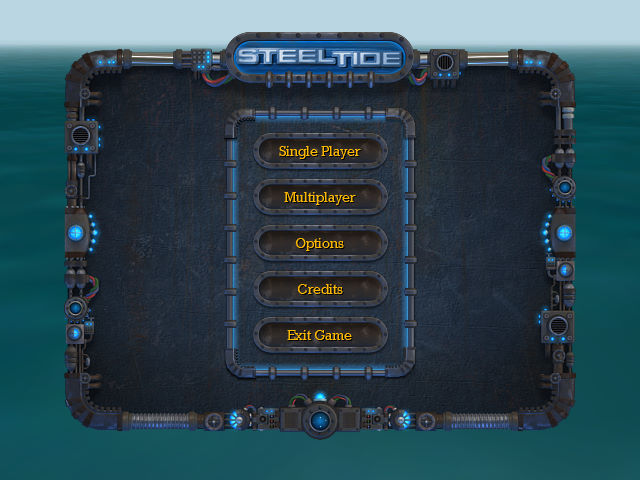 STEELTIDE
Single Player
Multiplayer
Options
Credits
Exit Game